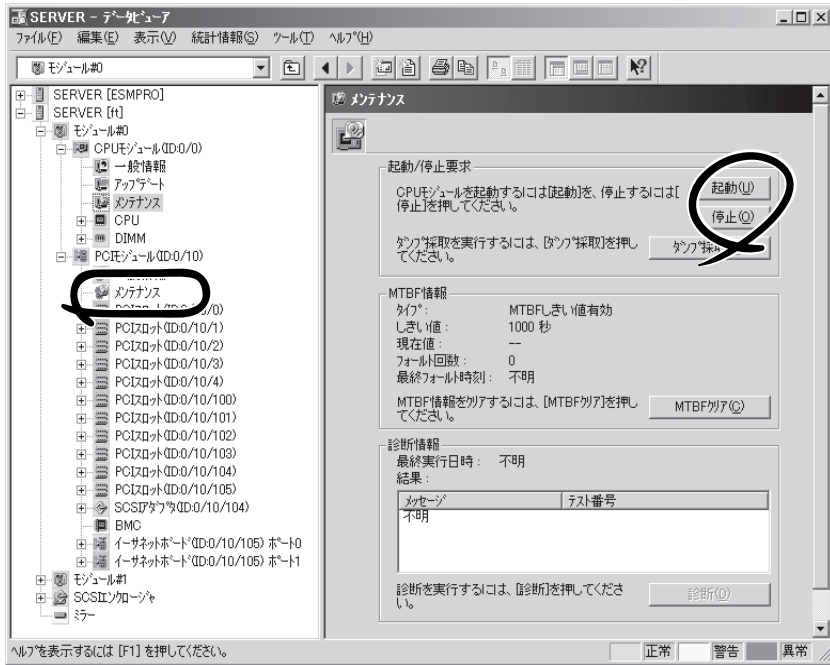 SERVER - データビューア
ファイル(F) 編集(E) 表示(V) 統計情報(S) ツール(T) ヘルプ(H)
モジュール#0
SERVER [ESMPRO]
SERVER [ft]
モジュール#0
CPUモジュール(ID:0/0)
一般情報
アップデート
メンテナンス
CPU
DIMM
PCIモジュール(ID:0/10)
メンテナンス
PCIスロット(ID:0/10/1)
PCIスロット(ID:0/10/2)
PCIスロット(ID:0/10/3)
PCIスロット(ID:0/10/4)
PCIスロット(ID:0/10/100)
PCIスロット(ID:0/10/101)
PCIスロット(ID:0/10/102)
PCIスロット(ID:0/10/103)
PCIスロット(ID:0/10/104)
PCIスロット(ID:0/10/105)
SCSIアダプタ(ID:0/10/104)
BMC
イーサネットボード(ID:0/10/105) ポート0
イーサネットボード(ID:0/10/105) ポート1
モジュール#1
SCSIエンクロージャ
ミラー
メンテナンス
起動/停止要求
CPUモジュールを起動するには[起動]を、停止するには[
停止]を押してください。
起動(U)
停止(O)
ダンプ採取を実行するには、[ダンプ採取]を押し
てください。
ダンプ採
MTBF情報
タイプ: MTBFしきい値有効
しきい値: 1000 秒
現在値: --
フォールト回数: 0
最終フォールト時刻: 不明
MTBF情報をクリアするには、[MTBFクリア]を押し
てください。
MTBFクリア(C)
診断情報
最終実行日時: 不明
結果:
メッセージ テスト番号
不明
診断を実行するには、[診断]を押してくださ
い。
診断(D)
ヘルプを表示するには [F1] を押してください。
正常 警告 異常